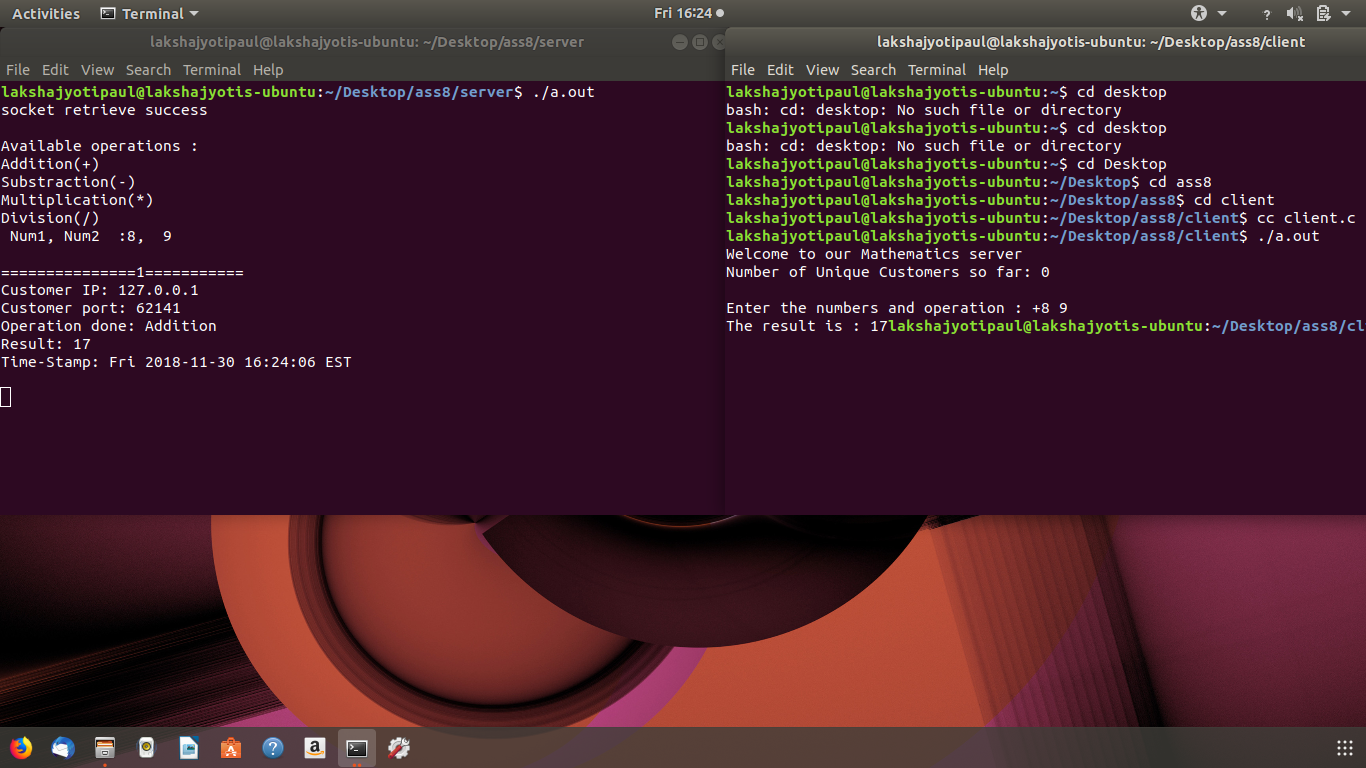 Activities Terminal Fri 16:24
lakshajyotipaul@lakshajyotis-ubuntu: ~/Desktop/ass8/server
File Edit View Search Terminal Help
lakshajyotipaul@lakshajyotis-ubuntu:~/Desktop/ass8/server$ ./a.out
socket retrieve success
Available operations :
Addition(+)
Substraction(-)
Multiplication(*)
Division(/)
Num1, Num2  :8,  9
===============1===========
Customer IP: 127.0.0.1
Customer port: 62141
Operation done: Addition
Result: 17
Time-Stamp: Fri 2018-11-30 16:24:06 EST
lakshajyotipaul@lakshajyotis-ubuntu: ~/Desktop/ass8/client
File Edit View Search Terminal Help
lakshajyotipaul@lakshajyotis-ubuntu:~$ cd desktop
bash: cd: desktop: No such file or directory
lakshajyotipaul@lakshajyotis-ubuntu:~$ cd desktop
bash: cd: desktop: No such file or directory
lakshajyotipaul@lakshajyotis-ubuntu:~$ cd Desktop
lakshajyotipaul@lakshajyotis-ubuntu:~/Desktop$ cd ass8
lakshajyotipaul@lakshajyotis-ubuntu:~/Desktop/ass8$ cd client
lakshajyotipaul@lakshajyotis-ubuntu:~/Desktop/ass8/client$ cc client.c
lakshajyotipaul@lakshajyotis-ubuntu:~/Desktop/ass8/client$ ./a.out
Welcome to our Mathematics server
Number of Unique Customers so far: 0
Enter the numbers and operation : +8 9
The result is : 17lakshajyotipaul@lakshajyotis-ubuntu:~/Desktop/ass8/cl